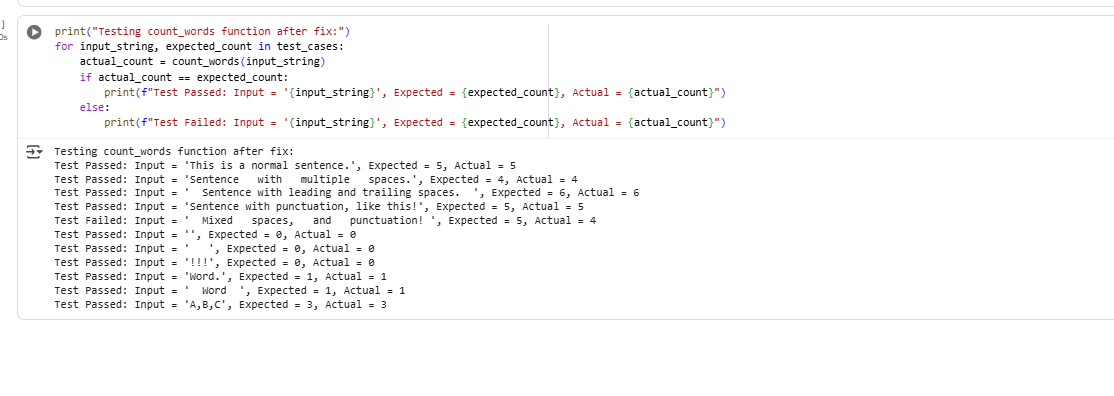 ]
0s
print("Testing count_words function after fix:")
for input_string, expected_count in test_cases:
    actual_count = count_words(input_string)
    if actual_count == expected_count:
        print(f"Test Passed: Input = '{input_string}', Expected = {expected_count}, Actual = {actual_count}")
    else:
        print(f"Test Failed: Input = '{input_string}', Expected = {expected_count}, Actual = {actual_count}")
Testing count_words function after fix:
Test Passed: Input = 'This is a normal sentence.', Expected = 5, Actual = 5
Test Passed: Input = 'Sentence   with   multiple   spaces.', Expected = 4, Actual = 4
Test Passed: Input = '  Sentence with leading and trailing spaces.  ', Expected = 6, Actual = 6
Test Passed: Input = 'Sentence with punctuation, like this!', Expected = 5, Actual = 5
Test Failed: Input = '  Mixed   spaces,   and   punctuation! ', Expected = 5, Actual = 4
Test Passed: Input = '', Expected = 0, Actual = 0
Test Passed: Input = '   ', Expected = 0, Actual = 0
Test Passed: Input = '!!!', Expected = 0, Actual = 0
Test Passed: Input = 'Word.', Expected = 1, Actual = 1
Test Passed: Input = '  Word  ', Expected = 1, Actual = 1
Test Passed: Input = 'A,B,C', Expected = 3, Actual = 3